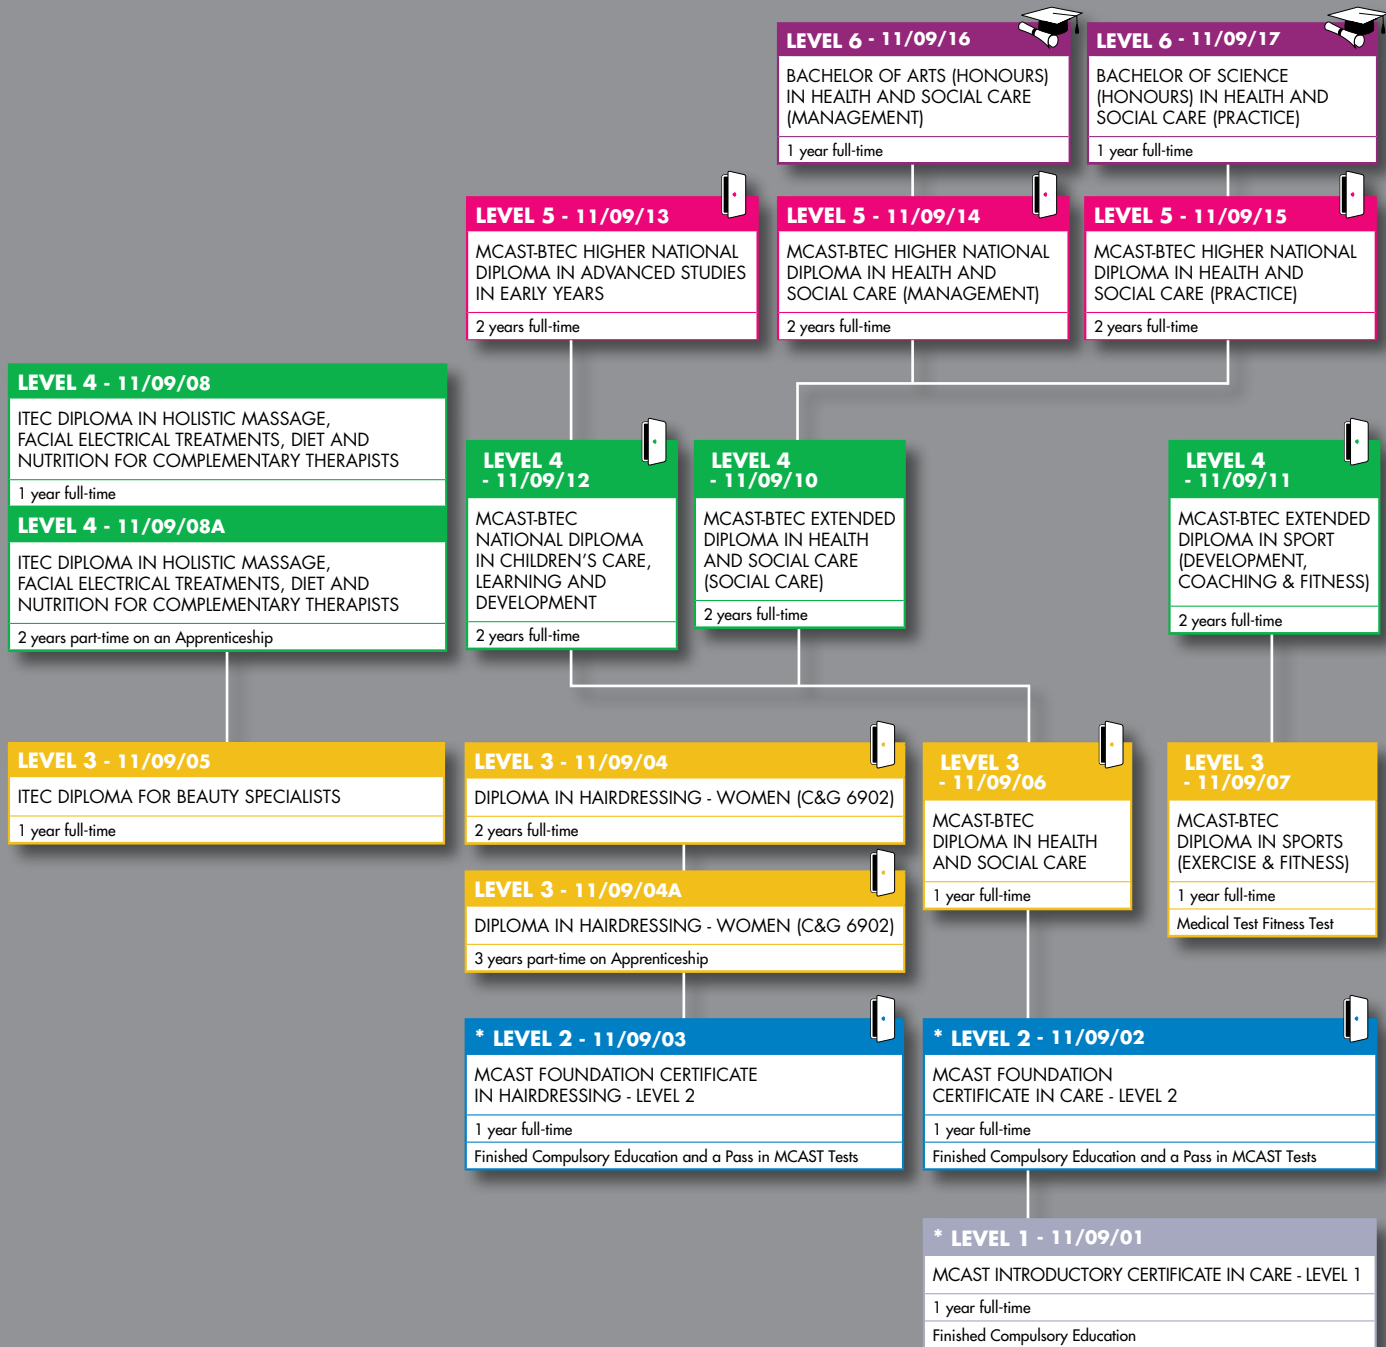 LEVEL 6 - 11/09/16
BACHELOR OF ARTS (HONOURS)
IN HEALTH AND SOCIAL CARE
(MANAGEMENT)
1 year full-time
LEVEL 6 - 11/09/17
BACHELOR OF SCIENCE
(HONOURS) IN HEALTH AND
SOCIAL CARE (PRACTICE)
1 year full-time
LEVEL 5 - 11/09/13
MCAST-BTEC HIGHER NATIONAL
DIPLOMA IN ADVANCED STUDIES
IN EARLY YEARS
2 years full-time
LEVEL 5 - 11/09/14
MCAST-BTEC HIGHER NATIONAL
DIPLOMA IN HEALTH AND
SOCIAL CARE (MANAGEMENT)
2 years full-time
LEVEL 5 - 11/09/15
MCAST-BTEC HIGHER NATIONAL
DIPLOMA IN HEALTH AND
SOCIAL CARE (PRACTICE)
2 years full-time
LEVEL 4 - 11/09/08
ITEC DIPLOMA IN HOLISTIC MASSAGE,
FACIAL ELECTRICAL TREATMENTS, DIET AND
NUTRITION FOR COMPLEMENTARY THERAPISTS
1 year full-time
LEVEL 4 - 11/09/08A
ITEC DIPLOMA IN HOLISTIC MASSAGE,
FACIAL ELECTRICAL TREATMENTS, DIET AND
NUTRITION FOR COMPLEMENTARY THERAPISTS
2 years part-time on an Apprenticeship
LEVEL 4
- 11/09/12
MCAST-BTEC
NATIONAL DIPLOMA
IN CHILDREN'S CARE,
LEARNING AND
DEVELOPMENT
2 years full-time
LEVEL 4
- 11/09/10
MCAST-BTEC EXTENDED
DIPLOMA IN HEALTH
AND SOCIAL CARE
(SOCIAL CARE)
2 years full-time
LEVEL 4
- 11/09/11
MCAST-BTEC EXTENDED
DIPLOMA IN SPORT
(DEVELOPMENT,
COACHING & FITNESS)
2 years full-time
LEVEL 3 - 11/09/05
ITEC DIPLOMA FOR BEAUTY SPECIALISTS
1 year full-time
LEVEL 3 - 11/09/04
DIPLOMA IN HAIRDRESSING - WOMEN (C&G 6902)
2 years full-time
LEVEL 3 - 11/09/04A
DIPLOMA IN HAIRDRESSING - WOMEN (C&G 6902)
3 years part-time on Apprenticeship
LEVEL 3
- 11/09/06
MCAST-BTEC
DIPLOMA IN HEALTH
AND SOCIAL CARE
1 year full-time
LEVEL 3
- 11/09/07
MCAST-BTEC
DIPLOMA IN SPORTS
(EXERCISE & FITNESS)
1 year full-time
Medical Test Fitness Test
* LEVEL 2 - 11/09/03
MCAST FOUNDATION CERTIFICATE
IN HAIRDRESSING - LEVEL 2
1 year full-time
Finished Compulsory Education and a Pass in MCAST Tests
* LEVEL 2 - 11/09/02
MCAST FOUNDATION
CERTIFICATE IN CARE - LEVEL 2
1 year full-time
Finished Compulsory Education and a Pass in MCAST Tests
* LEVEL 1 - 11/09/01
MCAST INTRODUCTORY CERTIFICATE IN CARE - LEVEL 1
1 year full-time
Finished Compulsory Education